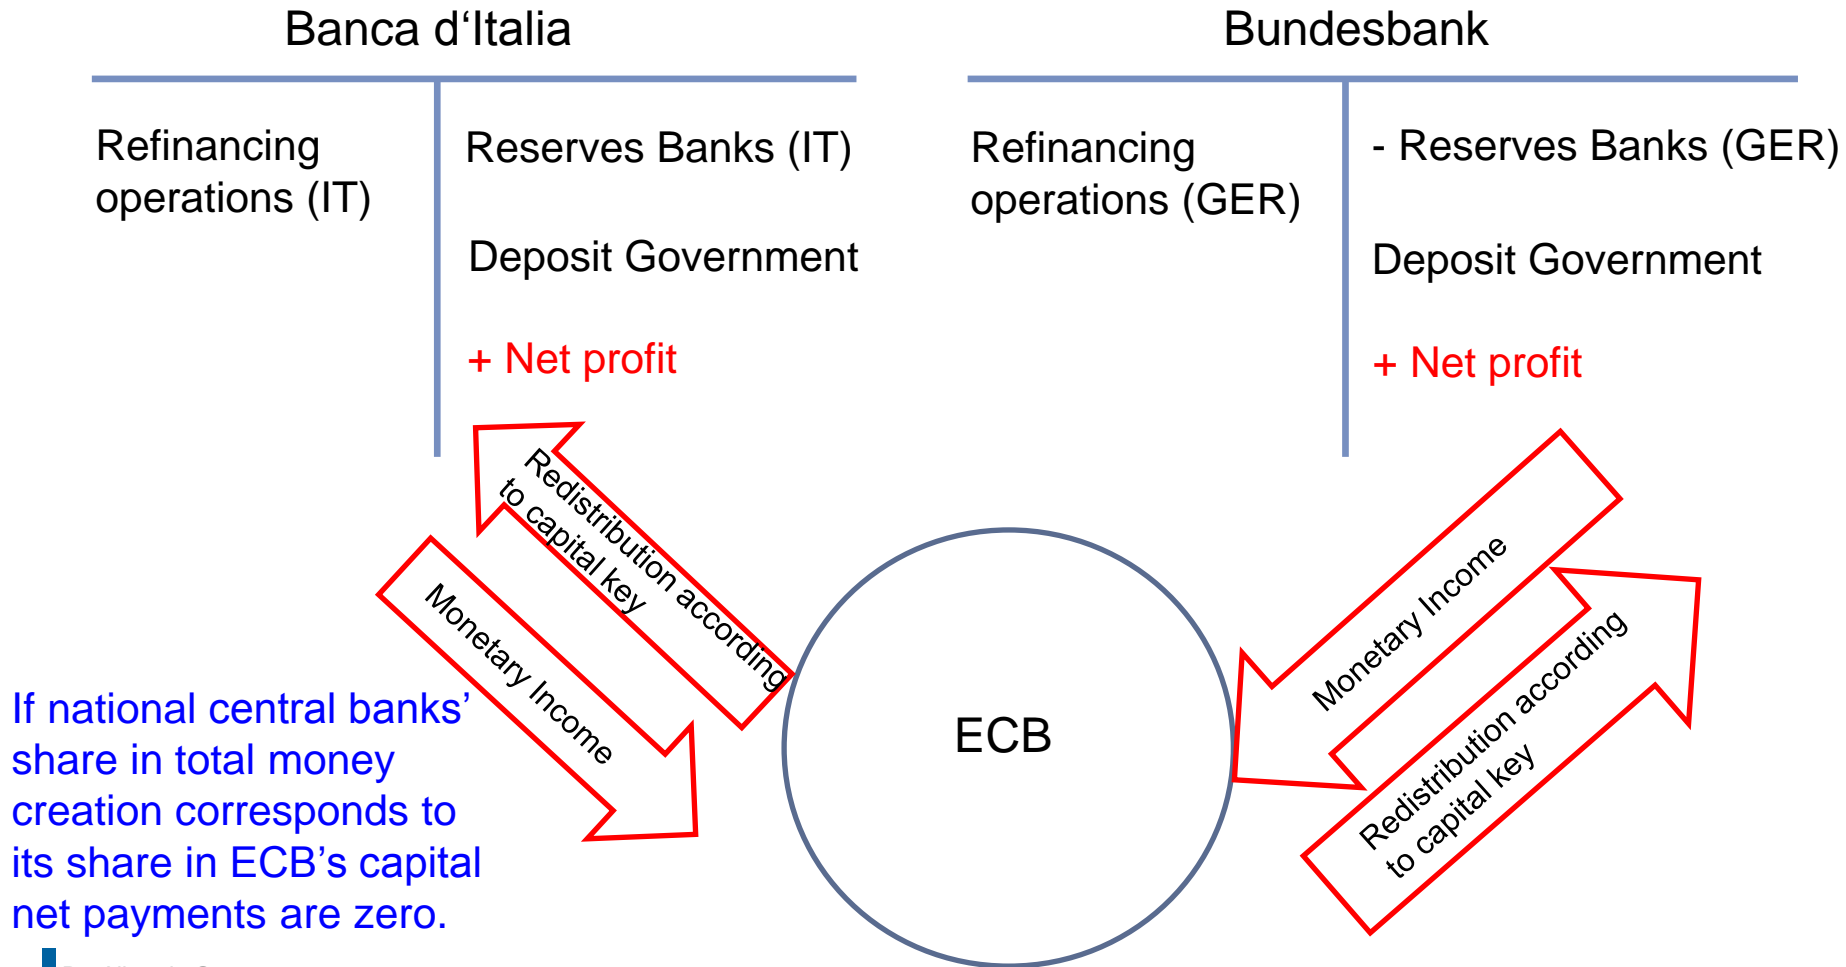 Banca d‘Italia
Refinancing
operations (IT)
Reserves Banks (IT)
Deposit Government
+ Net profit
Bundesbank
Refinancing
operations (GER)
- Reserves Banks (GER)
Deposit Government
+ Net profit
Redistribution according
to capital key
Monetary Income
ECB
Monetary Income
Redistribution according
to capital key
If national central banks’
share in total money
creation corresponds to
its share in ECB’s capital
net payments are zero.